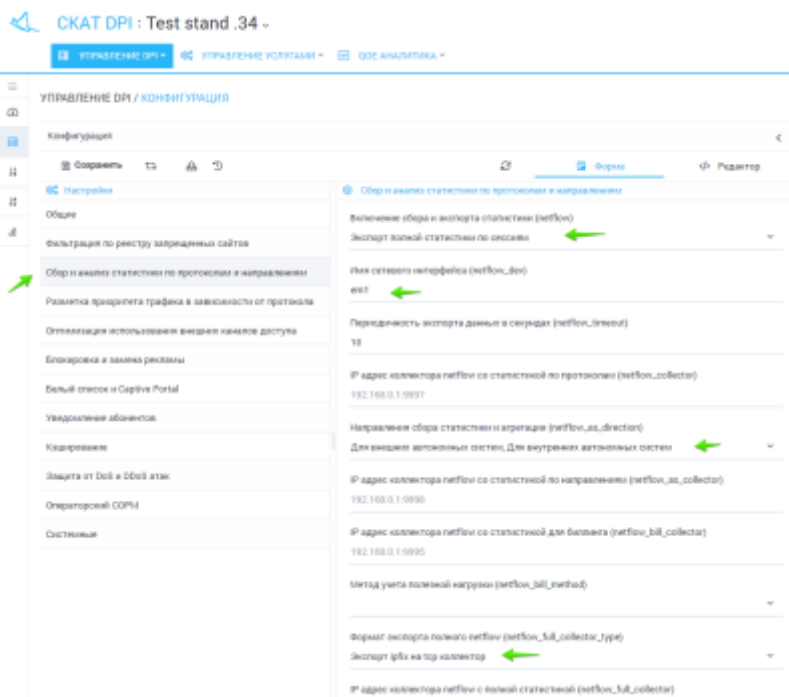 СКАТ DPI : Test stand .34
УПРАВЛЕНИЕ DPI
УПРАВЛЕНИЕ УСЛУГАМИ
QOE АНАЛИТИКА
УПРАВЛЕНИЕ DPI / КОНФИГУРАЦИЯ
Конфигурация
Сохранить
Форма
Редактор
Настройки
Общие
Фильтрация по реестру запрещенных сайтов
Сбор и анализ статистики по протоколам и направлениям
Разметка приоритета трафика в зависимости от протокола
Оптимизация использования внешних каналов доступа
Блокировка и замена рекламы
Белый список и Captive Portal
Уведомление абонентов
Кэширование
Защита от DoS и DDoS атак
Операторский СОРМ
Системные
Сбор и анализ статистики по протоколам и направлениям
Включение сбора и экспорта статистики (netflow)
Экспорт полной статистики по сессиям
Имя сетевого интерфейса (netflow_dev)
em1
Периодичность экспорта данных в секундах (netflow_timeout)
10
IP адрес коллектора netflow со статистикой по протоколам (netflow_collector)
192.168.0.1:9997
Направления сбора статистики и агрегации (netflow_as_direction)
Для внешних автономных систем, Для внутренних автономных систем
IP адрес коллектора netflow со статистикой по направлениям (netflow_as_collector)
192.168.0.1:9998
IP адрес коллектора netflow со статистикой для биллинга (netflow_bill_collector)
192.168.0.1:9995
Метод учета полезной нагрузки (netflow_bill_method)
Формат экспорта полного netflow (netflow_full_collector_type)
Экспорт ipfix на tcp коллектор
IP адрес коллектора netflow с полной статистикой (netflow_full_collector)